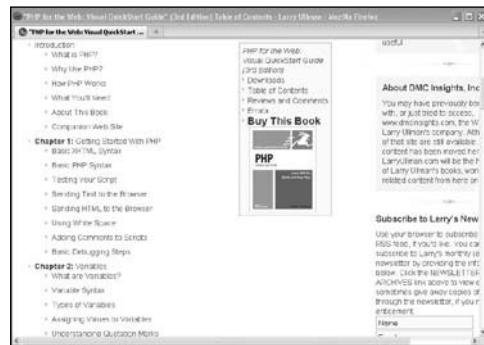 "PHP for the Web: Visual QuickStart Guide" (3rd Edition) Table of Contents - Larry Ullman - Mozilla Firefox
"PHP for the Web: Visual QuickStart ...
Introduction
What is PHP?
Why Use PHP?
How PHP Works
What You'll Need
About This Book
Companion Web Site
Chapter 1: Getting Started With PHP
Basic XHTML Syntax
Basic PHP Syntax
Testing Your Script
Sending Text to the Browser
Sending HTML to the Browser
Using White Space
Adding Comments to Scripts
Basic Debugging Steps
Chapter 2: Variables
What are Variables?
Variable Syntax
Types of Variables
Assigning Values to Variables
Understanding Quotation Marks
PHP for the Web:
Visual QuickStart Guide
(3rd Edition)
Downloads
Table of Contents
Reviews and Comments
Errata
Buy This Book
PHP
useful
About DMC Insights, Inc
You may have previously
with, or just tried to access,
www.dmcinsights.com, the W
Larry Ullman's company.
of that site are still available.
content has been moved
LarryUllman.com will be the
of Larry Ullman's books,
related content from here on
Subscribe to Larry's New
Use your browser to subscribe
RSS feed, if you'd like. You can
subscribe to Larry's monthly
newsletter by providing the
below. Click the NEWSLETTER
ARCHIVES link above to view
sometimes give away copies of
through the newsletter, if you
enticement.
Name